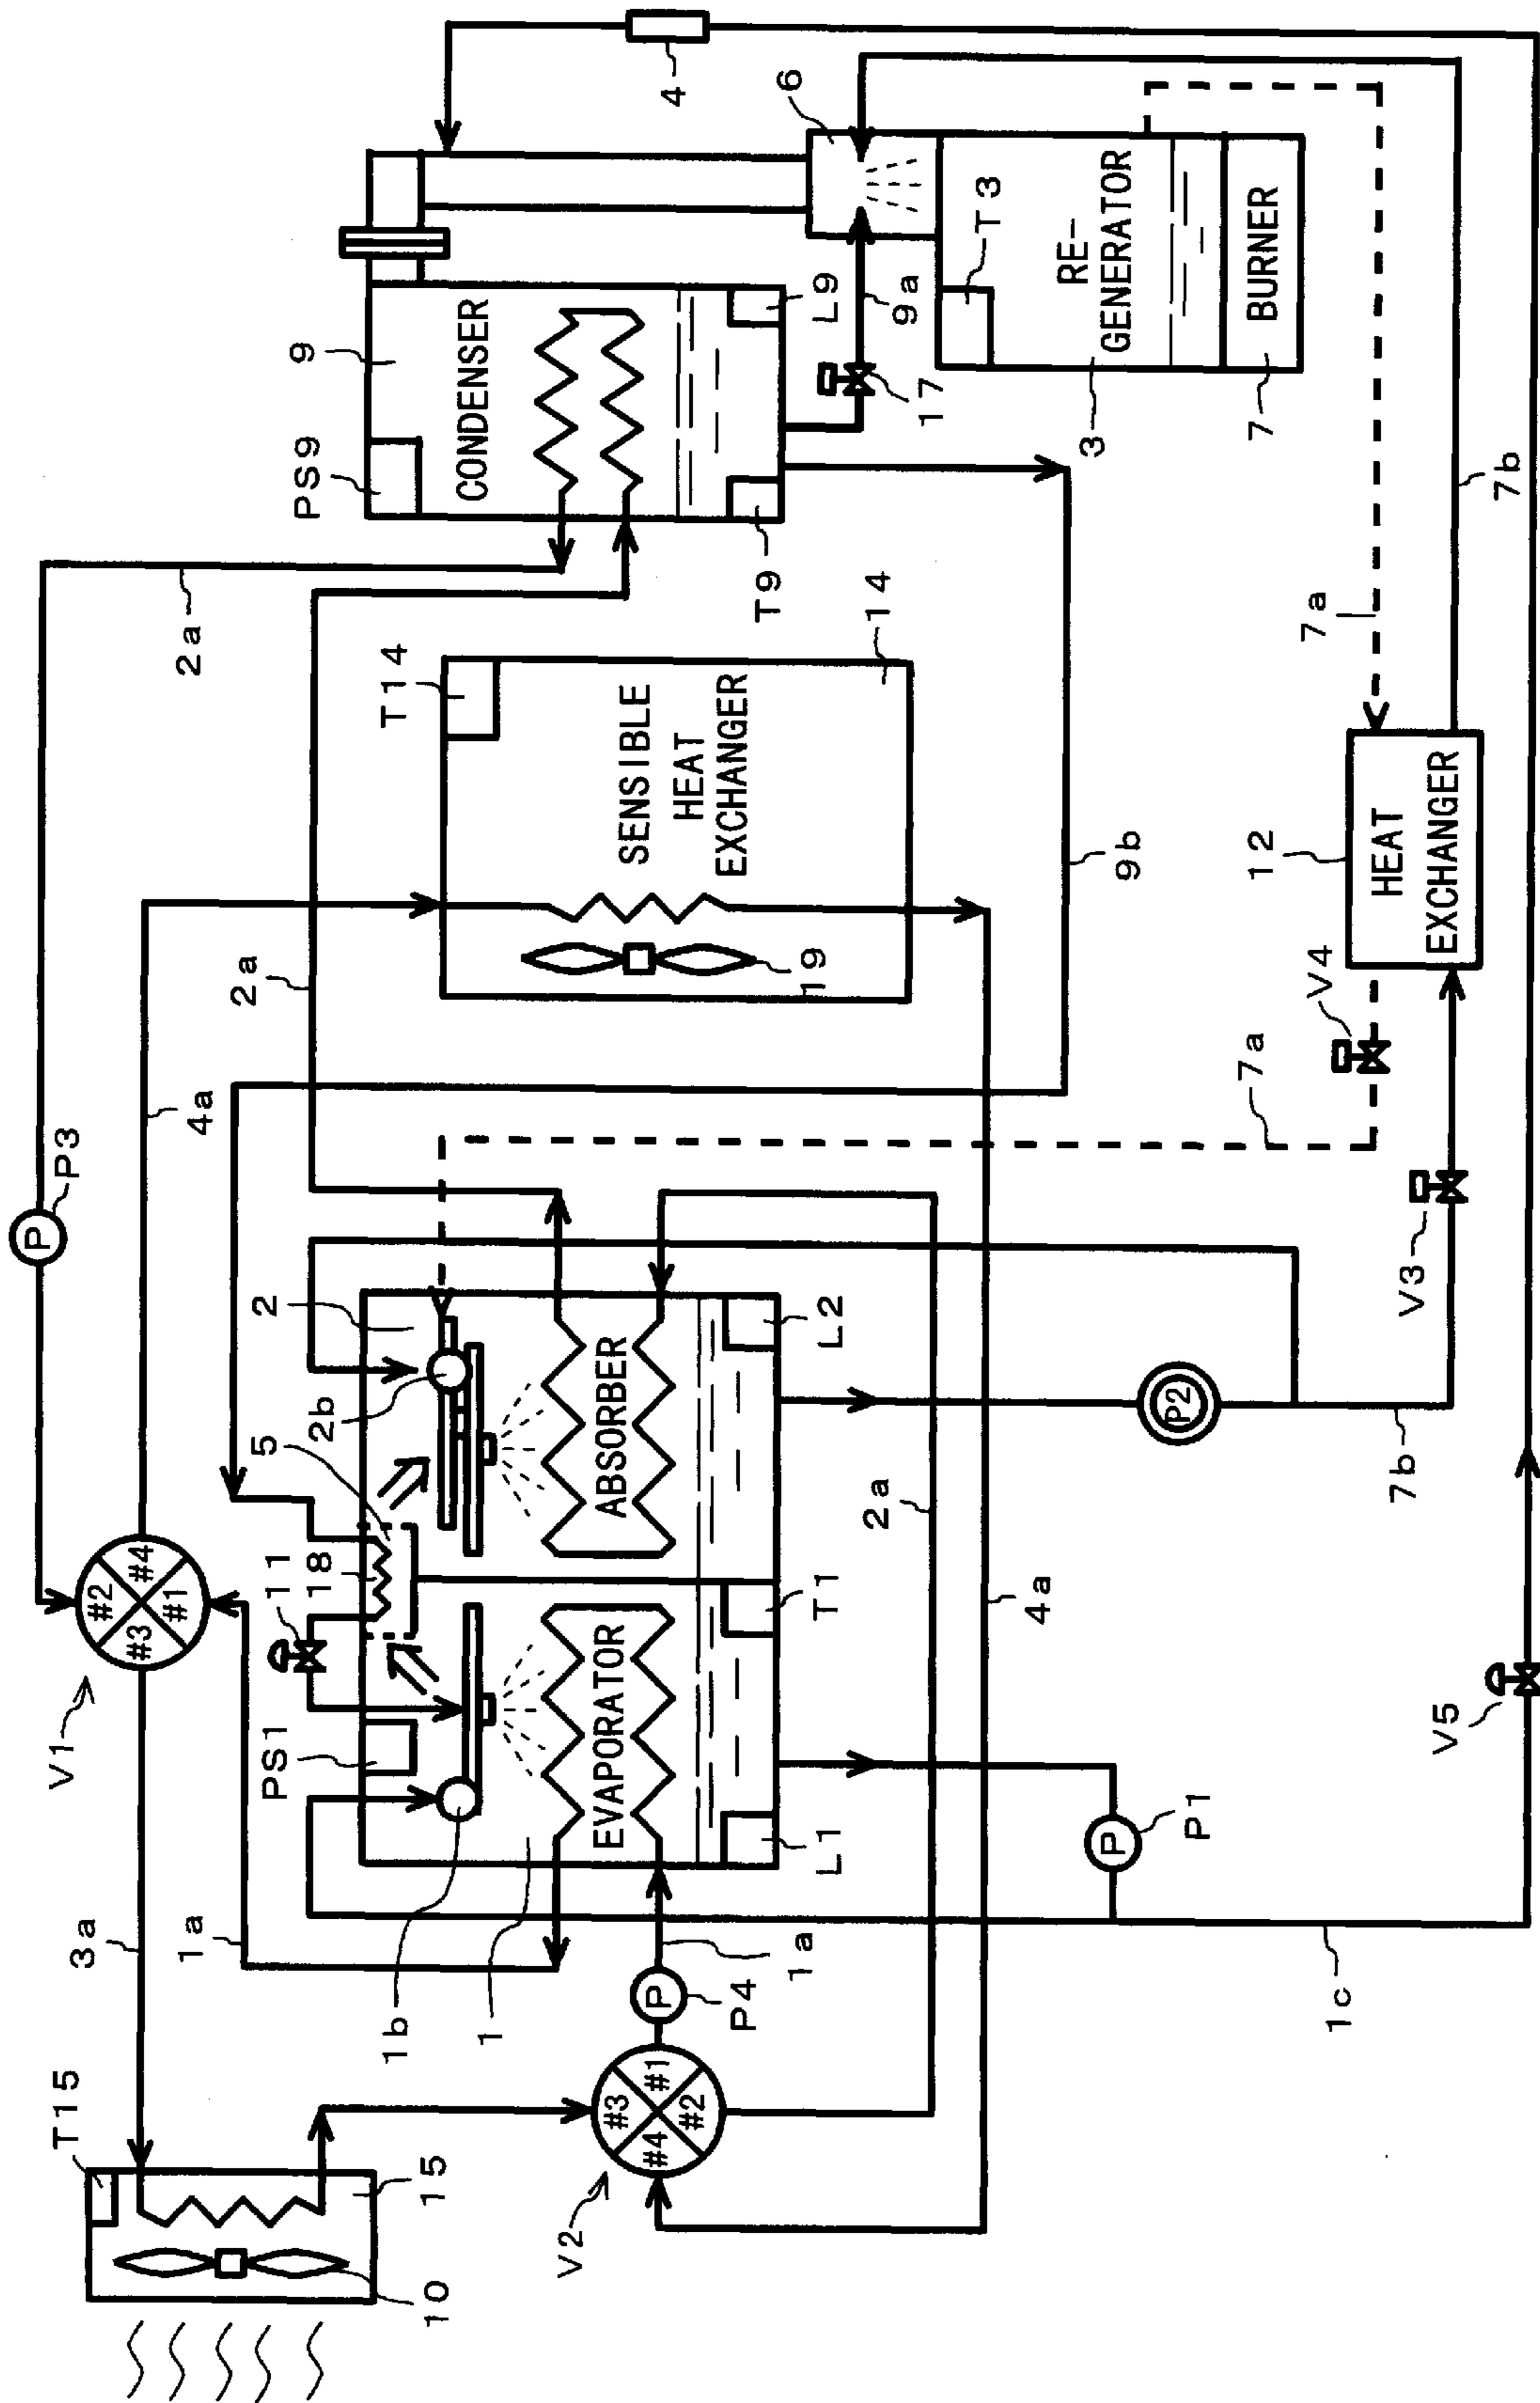 T15
15
10
3a
V1
#2
#4
#3
#1
P
P3
2a
4a
1a
PS1
11
18
5
2b
2
1b
1
EVAPORATOR
ABSORBER
L1
T1
L2
V2
#3
#1
#4
#2
P
P4
1a
2a
2a
4a
P
P1
P2
1c
7b
V3
V4
V5
7a
9b
T14
SENSIBLE
HEAT
EXCHANGER
19
14
PS9
9
CONDENSER
T9
L9
17
9a
4
6
T3
RE-
GENERATOR
3
BURNER
7
7a
12
HEAT
EXCHANGER
7b